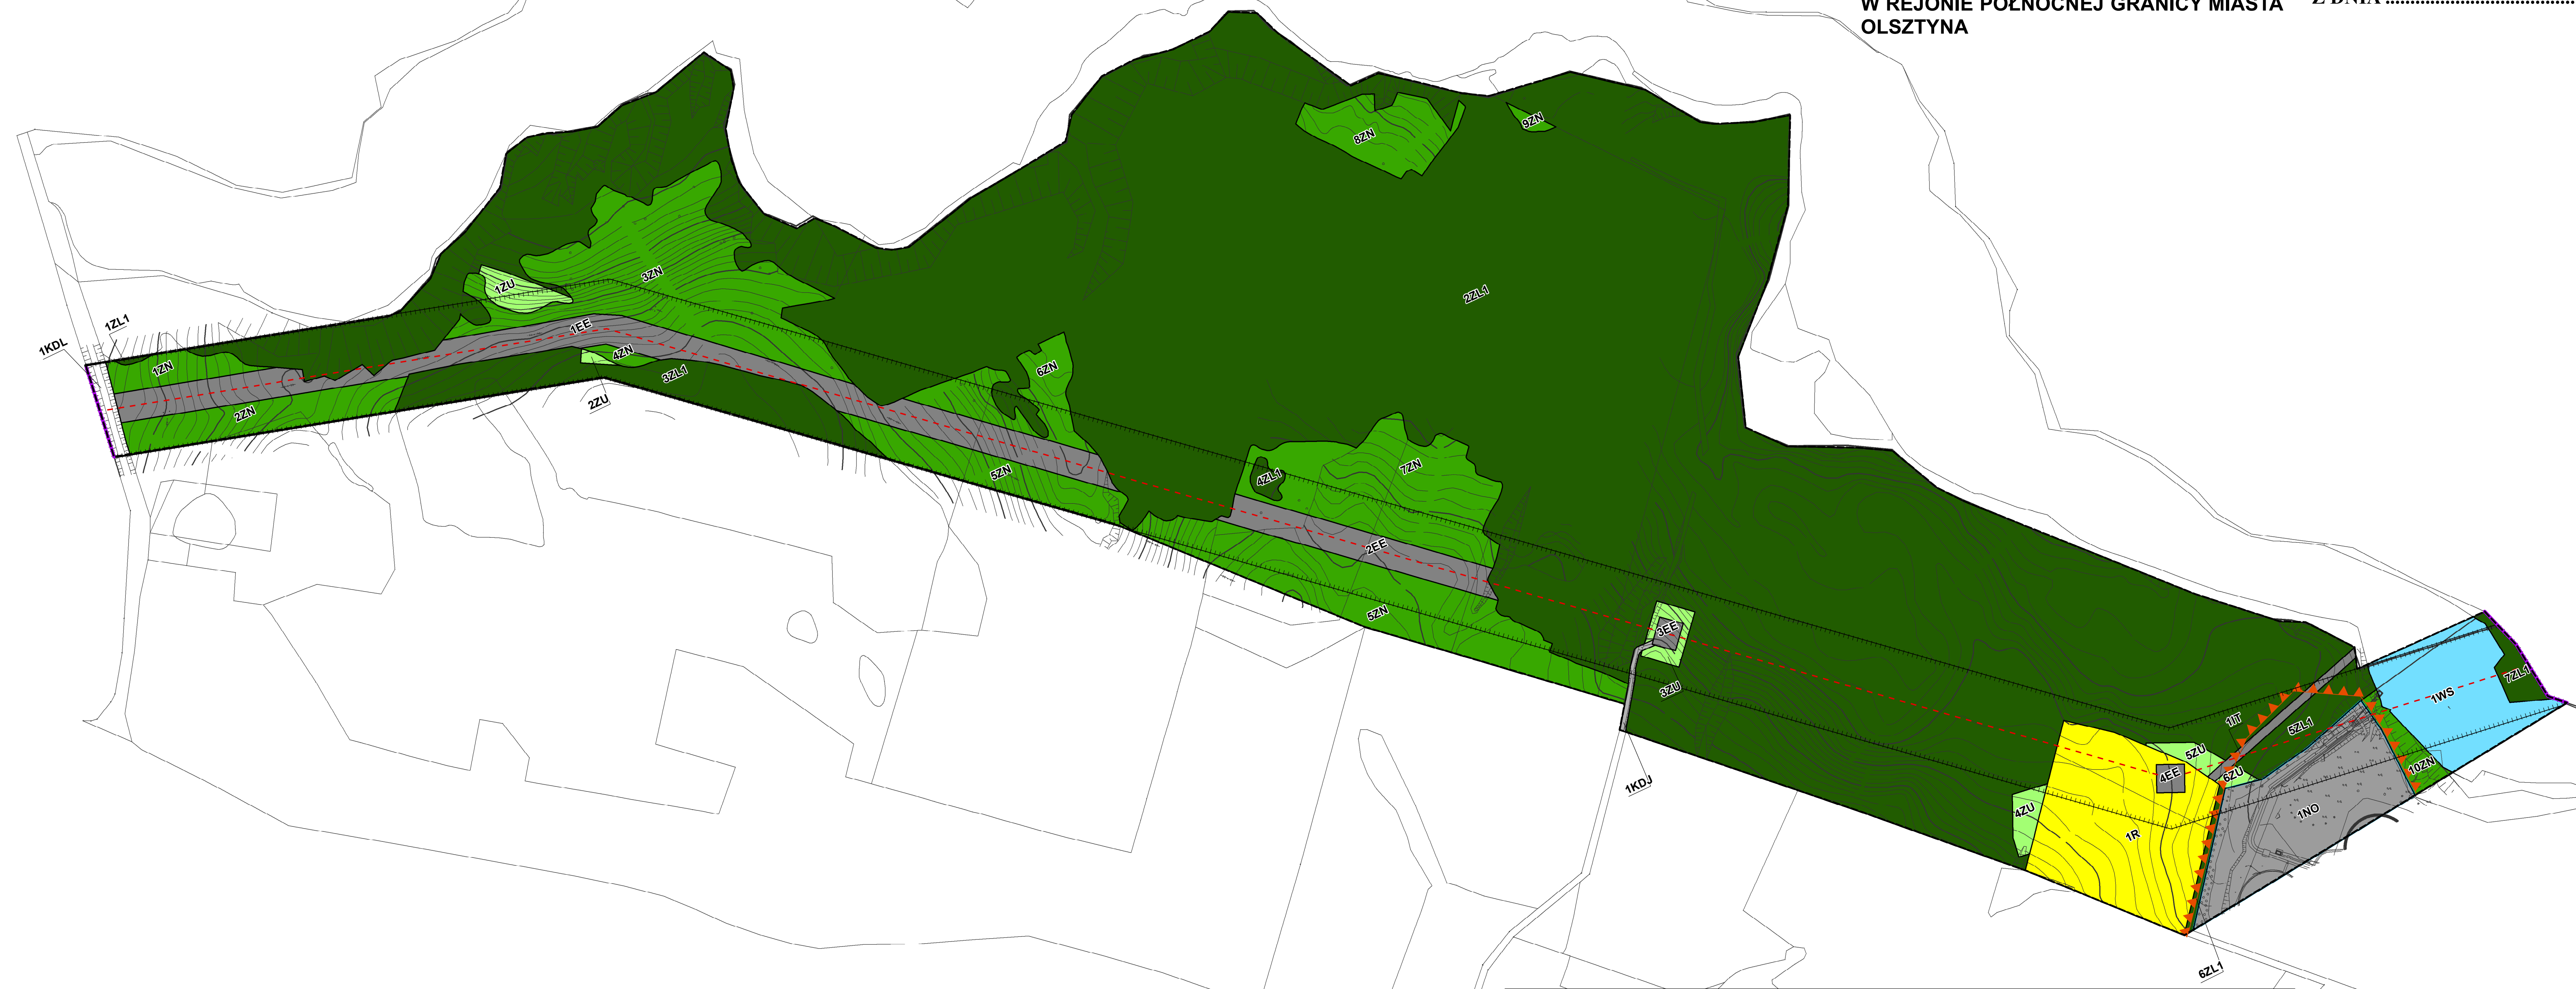 W REJONIE PÓŁNOCNEJ GRANICY MIASTA
OLSZTYNA
Z DNIA
9ZN
8ZN
3ZN
1ZU
2ZL1
1ZL1
1KDL
1EE
4ZN
1ZN
3ZL1
6ZN
2ZU
2ZN
7ZN
5ZN
4ZL1
2EE
5ZN
3EE
3ZU
7ZL1
1WS
1IT
5ZL1
5ZU
10ZN
4EE
6ZU
1KDJ
4ZU
1NO
1R
6ZL1